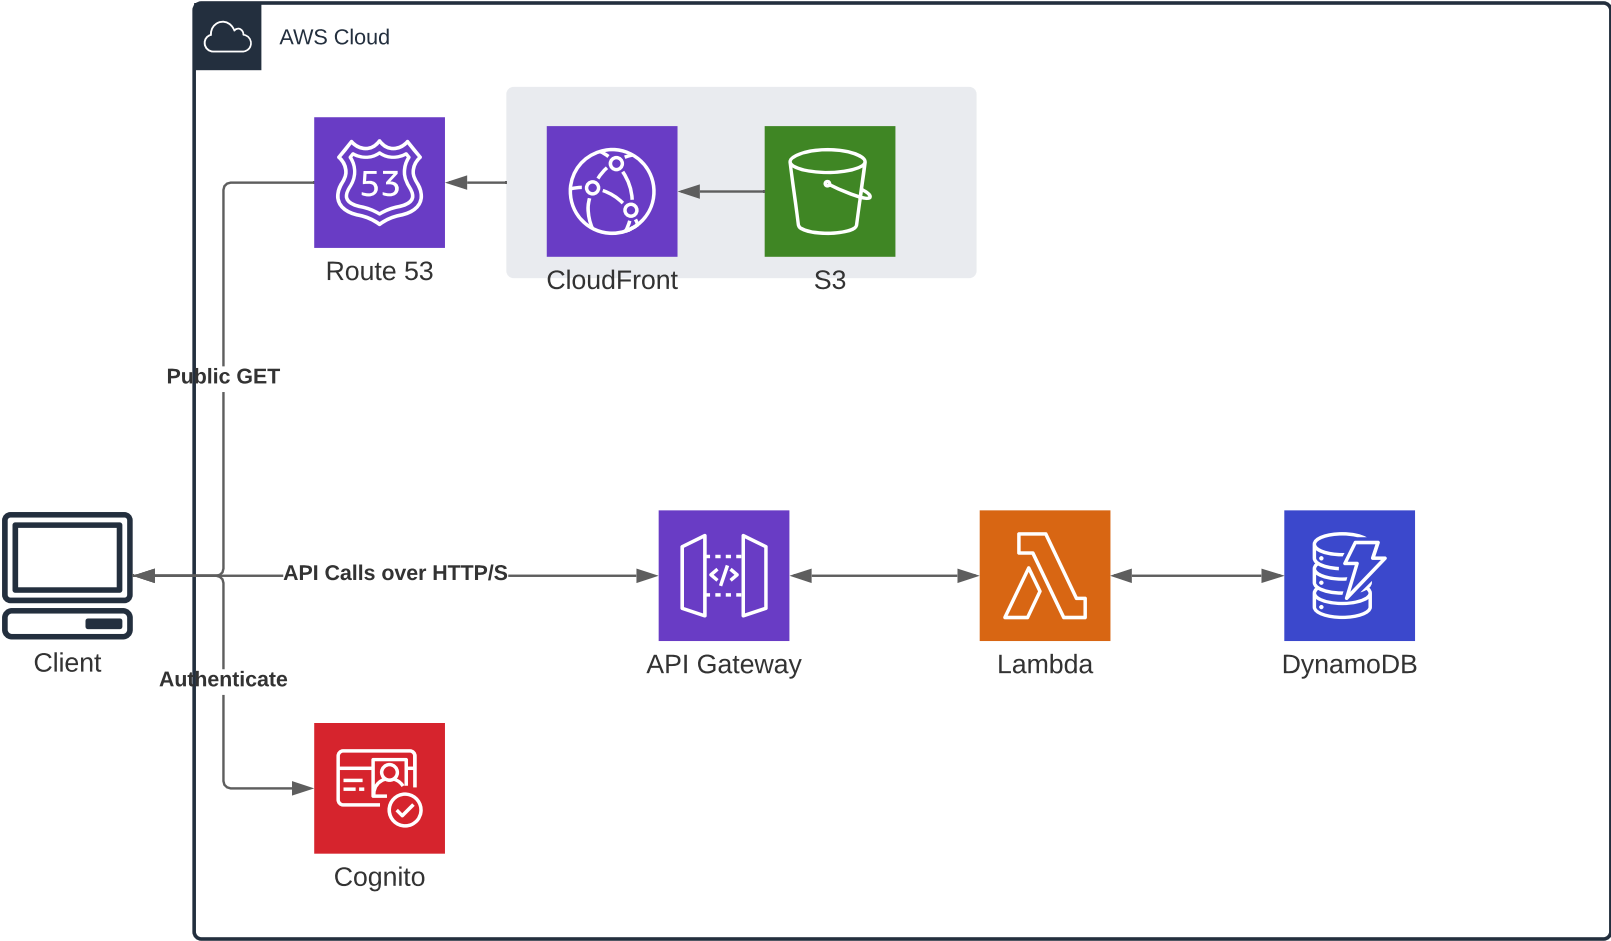 AWS Cloud
53
Route 53
CloudFront
S3
Public GET
API Calls over HTTP/S
</>
Client
API Gateway
Lambda
DynamoDB
Authenticate
Cognito